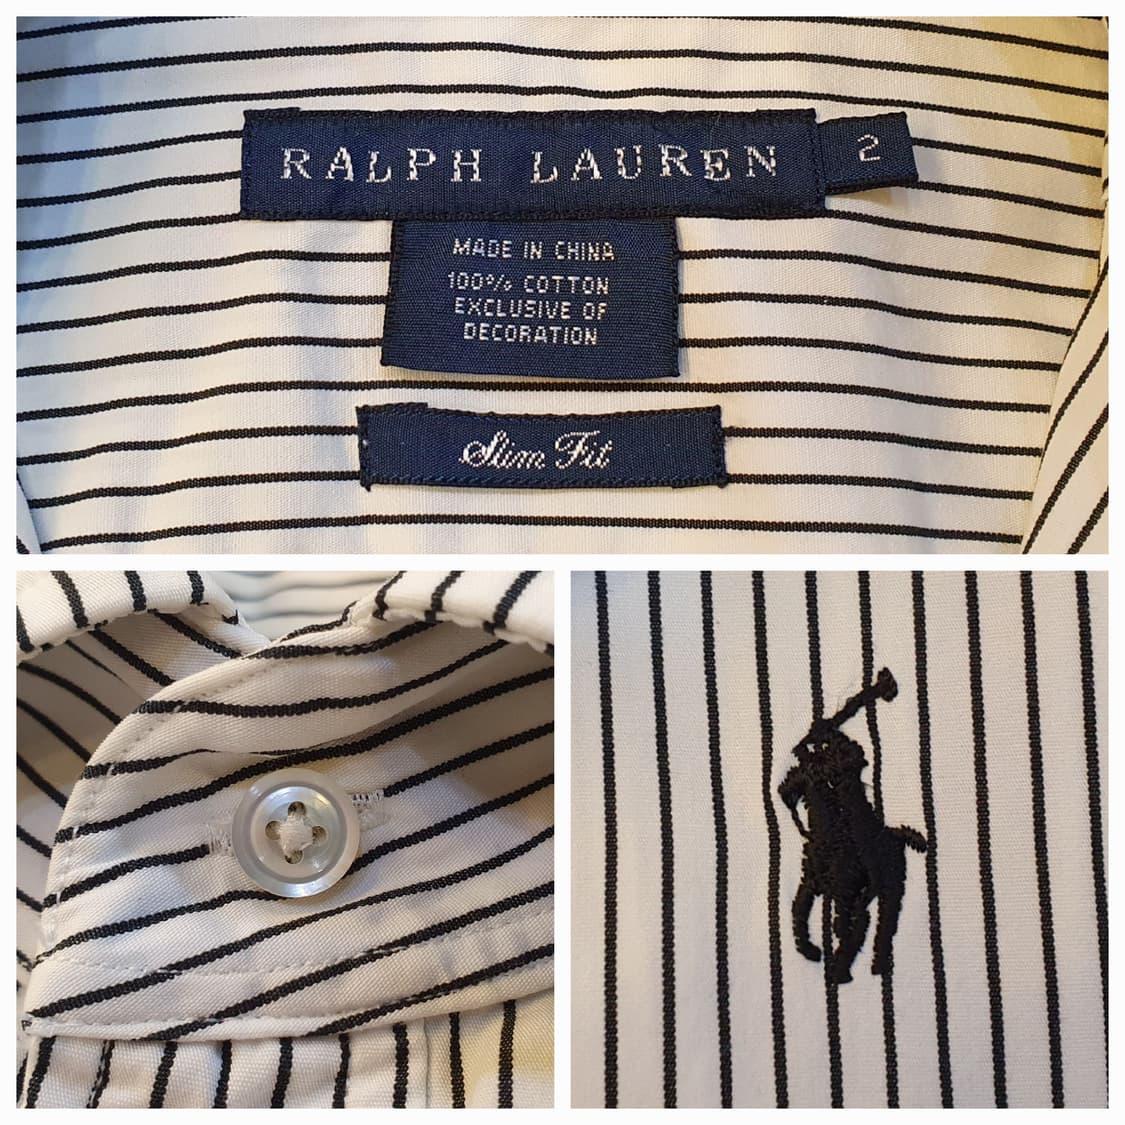 RALPH LAUREN 2
MADE IN CHINA
100% COTTON
EXCLUSIVE OF
DECORATION
Slim Fit